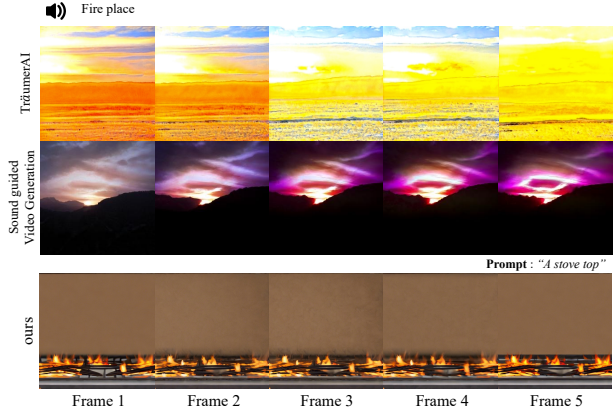 Fire place
TräumerAI
Sound guided
Video Generation
Prompt : "A stove top"
ours
Frame 1 Frame 2 Frame 3 Frame 4 Frame 5